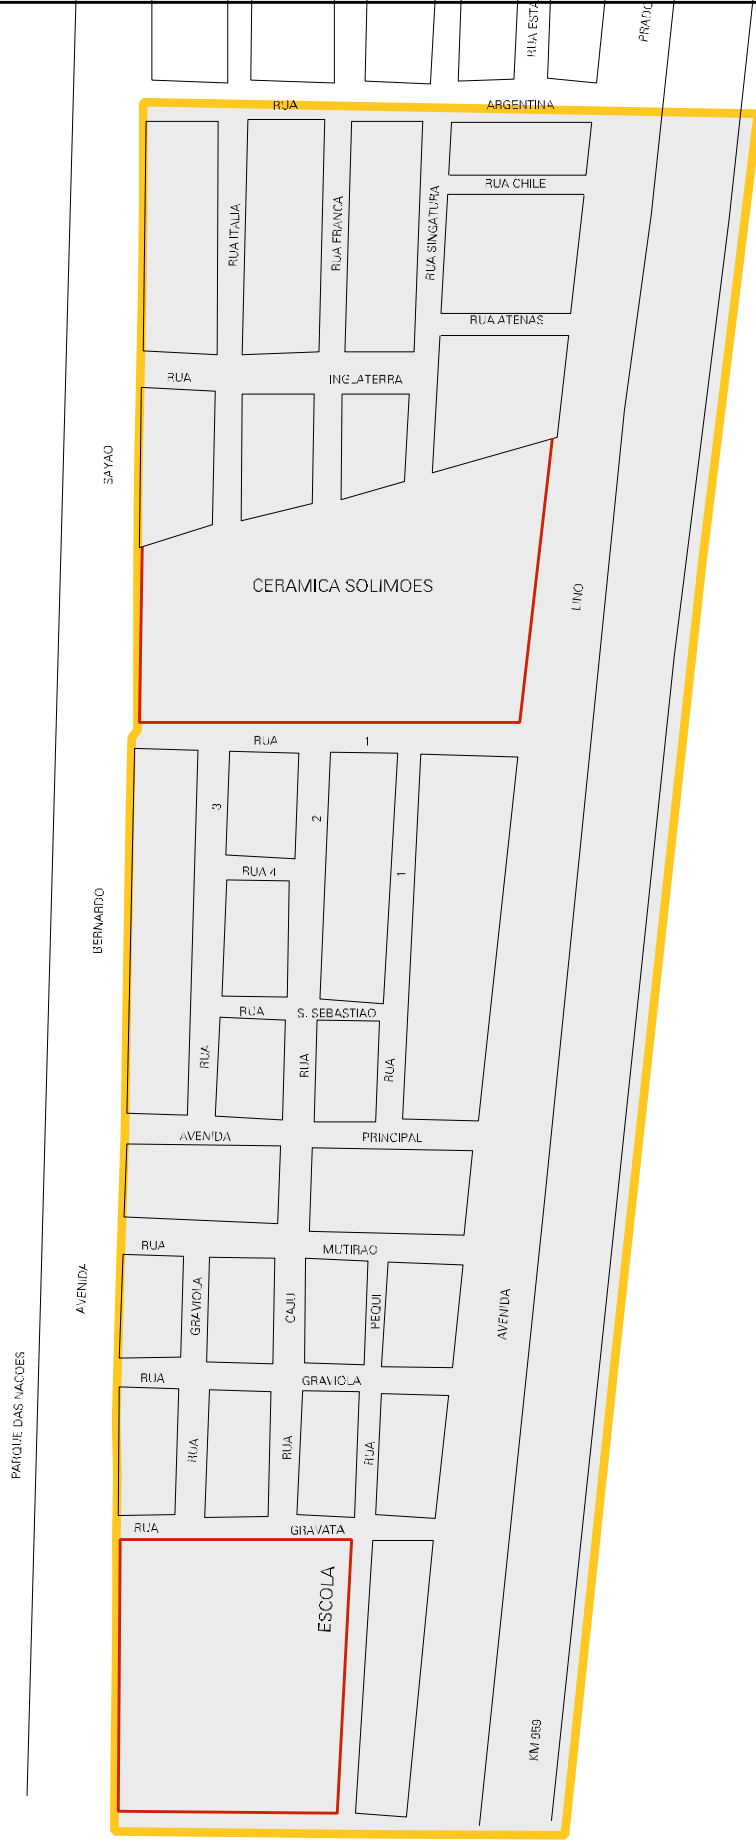 RUA ESTA
PRADO
RUA ARGENTINA
RUA CHILE
RUA ITALIA
RUA FRANCA
RUA SINGATURA
RUA ATENAS
RUA INGLATERRA
SAYAO
CERAMICA SOLIMOES
LINO
RUA 1
3
2
1
RUA 4
BERNARDO
RUA S. SEBASTIAO
RUA
RUA
RUA
AVENIDA PRINCIPAL
RUA MUTIRAO
AVENIDA
GRAVIOLA
CAJU
PEQUI
AVENIDA
RUA GRAVIOLA
PARQUE DAS NACOES
RUA
RUA
RUA
RUA GRAVATA
ESCOLA
KM 959